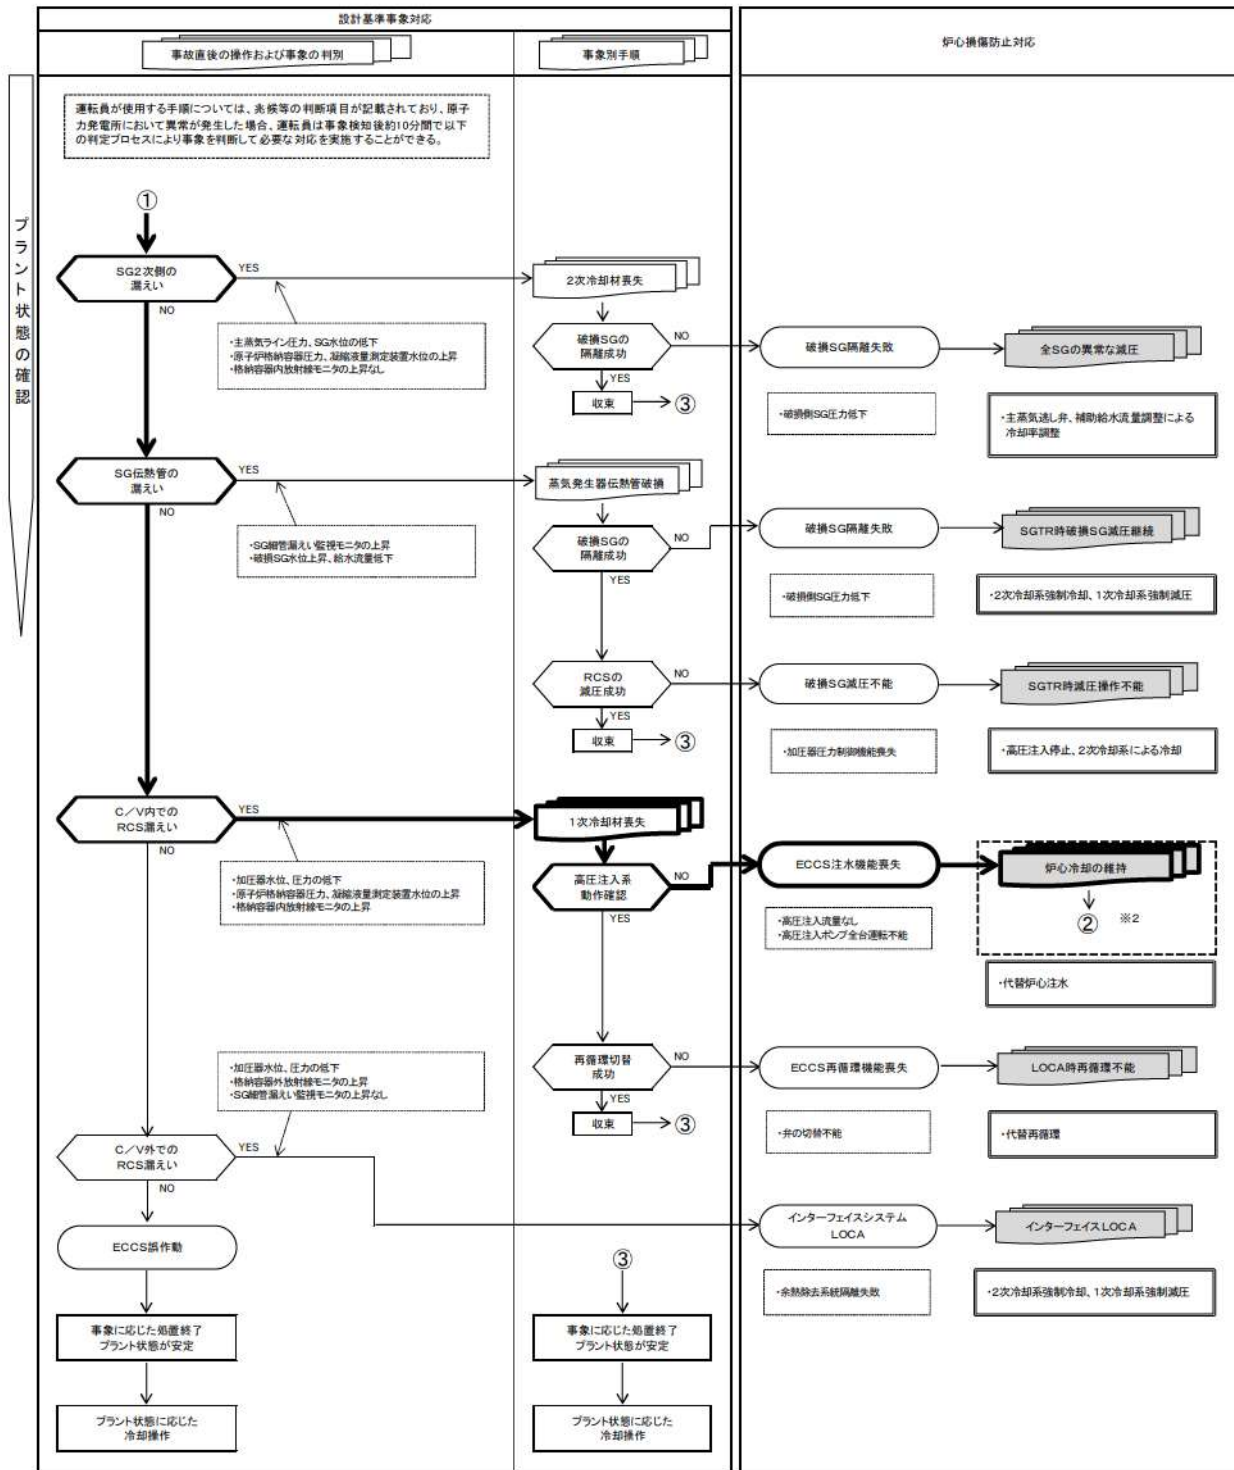 設計基準事象対応
事故直後の操作および事象の判別
事象別手順
炉心損傷防止対応
プラント状態の確認
運転員が使用する手順については、兆候等の判断項目が記載されており、原子
力発電所において異常が発生した場合、運転員は事象検知後約10分間で以下
の判定プロセスにより事象を判断して必要な対応を実施することができる。
①
SG2次側の
漏えい
YES
NO
・主蒸気ライン圧力、SG水位の低下
・原子炉格納容器圧力、凝縮液量測定装置水位の上昇
・格納容器内放射線モニタの上昇なし
2次冷却材喪失
破損SGの
隔離成功
NO
YES
収束
③
破損SG隔離失敗
・破損側SG圧力低下
全SGの異常な減圧
・主蒸気逃し弁、補助給水流量調整による
冷却率調整
SG伝熱管の
漏えい
YES
NO
・SG細管漏えい監視モニタの上昇
・破損SG水位上昇、給水流量低下
蒸気発生器伝熱管破損
破損SGの
隔離成功
NO
YES
破損SG隔離失敗
・破損側SG圧力低下
SGTR時破損SG減圧継続
・2次冷却系強制冷却、1次冷却系強制減圧
RCSの
減圧成功
NO
YES
収束
③
破損SG減圧不能
・加圧器圧力制御機能喪失
SGTR時減圧操作不能
・高圧注入停止、2次冷却系による冷却
C/V内での
RCS漏えい
YES
NO
・加圧器水位、圧力の低下
・原子炉格納容器圧力、凝縮液量測定装置水位の上昇
・格納容器内放射線モニタの上昇
1次冷却材喪失
高圧注入系
動作確認
NO
YES
ECCS注水機能喪失
・高圧注入流量なし
・高圧注入ポンプ全台運転不能
炉心冷却の維持
② ※2
・代替炉心注水
再循環切替
成功
NO
YES
収束
③
ECCS再循環機能喪失
・弁の切替不能
LOCA時再循環不能
・代替再循環
・加圧器水位、圧力の低下
・格納容器外放射線モニタの上昇
・SG細管漏えい監視モニタの上昇なし
C/V外での
RCS漏えい
YES
NO
インターフェイスシステム
LOCA
・余熱除去系統隔離失敗
インターフェイスLOCA
・2次冷却系強制冷却、1次冷却系強制減圧
ECCS誤作動
事象に応じた処置終了
プラント状態が安定
プラント状態に応じた
冷却操作
③
事象に応じた処置終了
プラント状態が安定
プラント状態に応じた
冷却操作